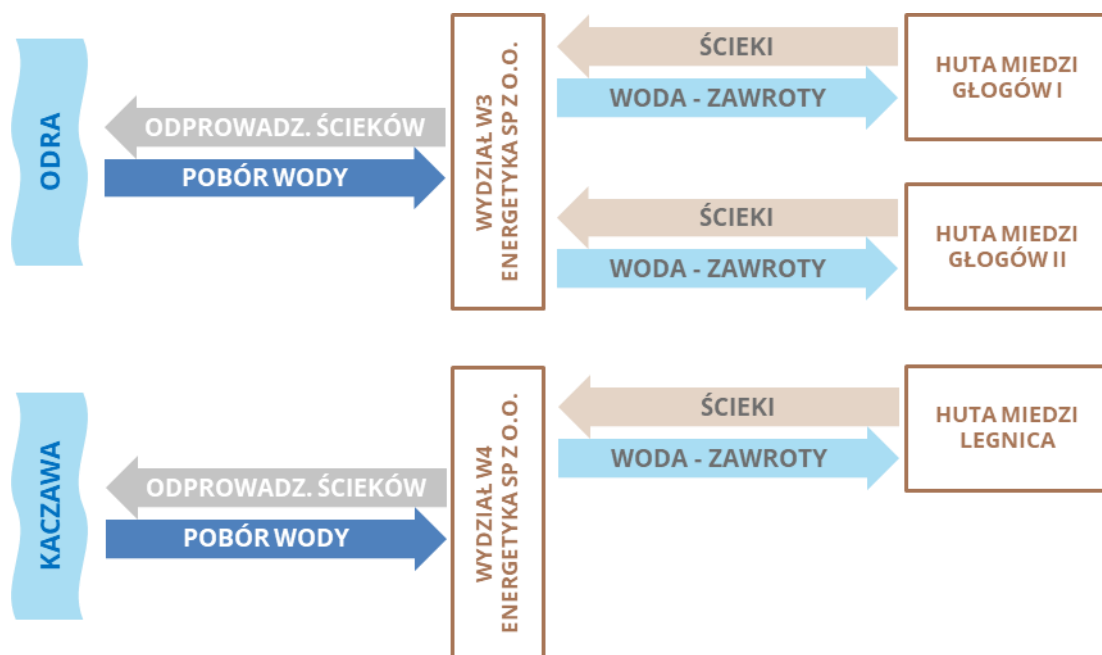 ODRA
ODPROWADZ. ŚCIEKÓW
POBÓR WODY
WYDZIAŁ W3
ENERGETYKA SP Z O.O.
ŚCIEKI
WODA - ZAWROTY
HUTA MIEDZI
GŁOGÓW I
ŚCIEKI
WODA - ZAWROTY
HUTA MIEDZI
GŁOGÓW II
KACZAWA
ODPROWADZ. ŚCIEKÓW
POBÓR WODY
WYDZIAŁ W4
ENERGETYKA SP Z O.O.
ŚCIEKI
WODA - ZAWROTY
HUTA MIEDZI
LEGNICA